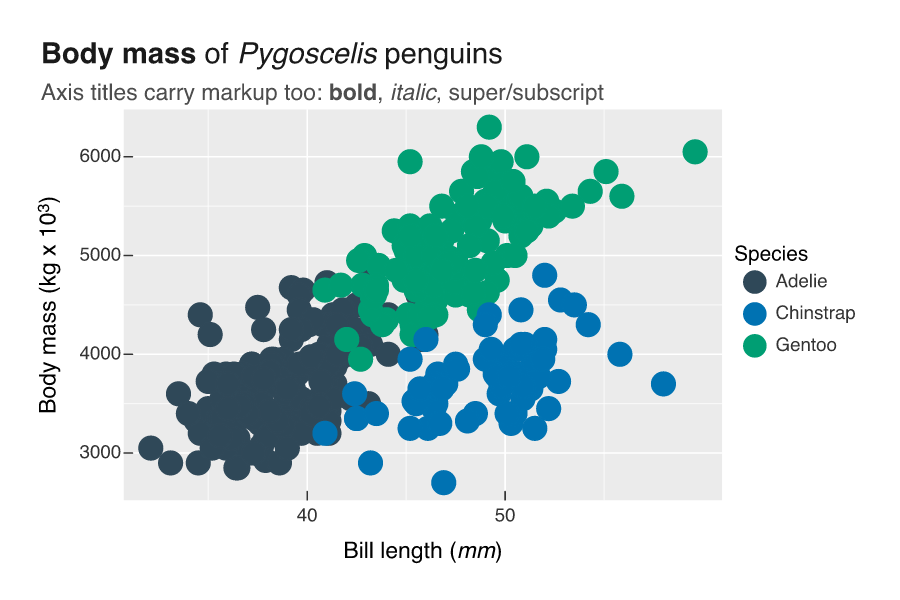 Body mass of Pygoscelis penguins
Axis titles carry markup too: bold, italic, super/subscript
Body mass (kg x 10³)
6000
5000
4000
3000
40
50
Bill length (mm)
Species
Adelie
Chinstrap
Gentoo